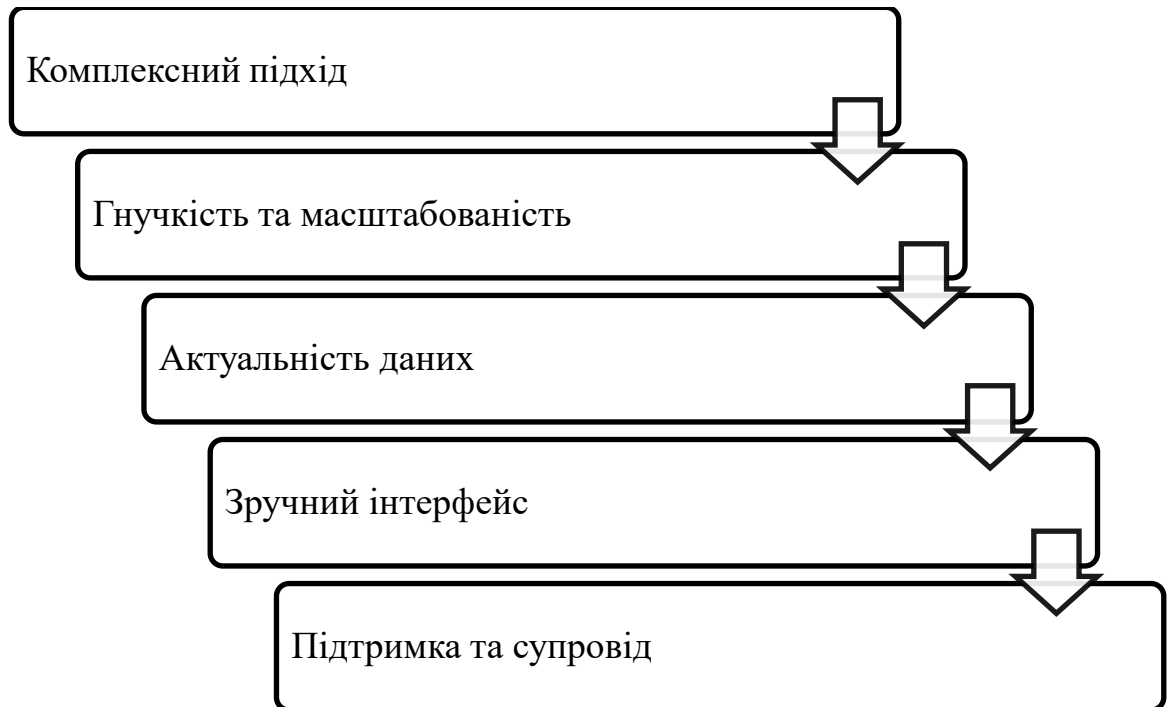 Комплексний підхід
Гнучкість та масштабованість
Актуальність даних
Зручний інтерфейс
Підтримка та супровід